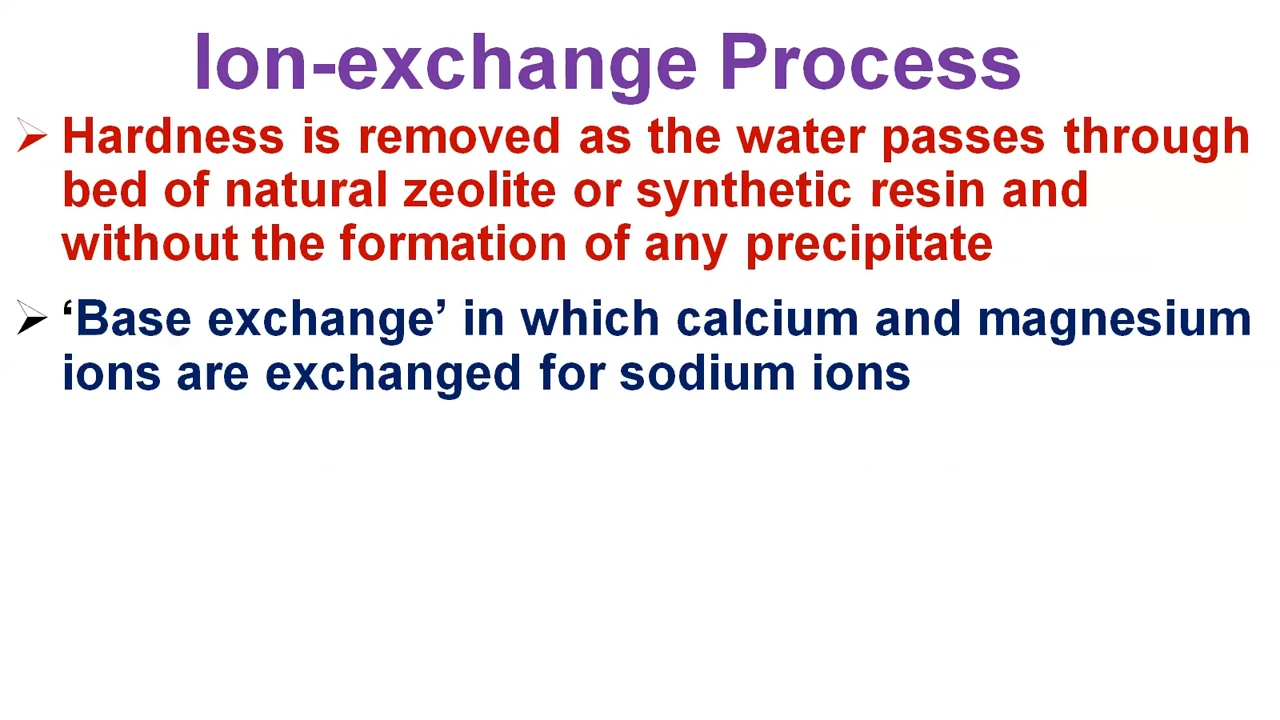 Ion-exchange Process
➢ Hardness is removed as the water passes through
bed of natural zeolite or synthetic resin and
without the formation of any precipitate
➢ ‘Base exchange’ in which calcium and magnesium
ions are exchanged for sodium ions